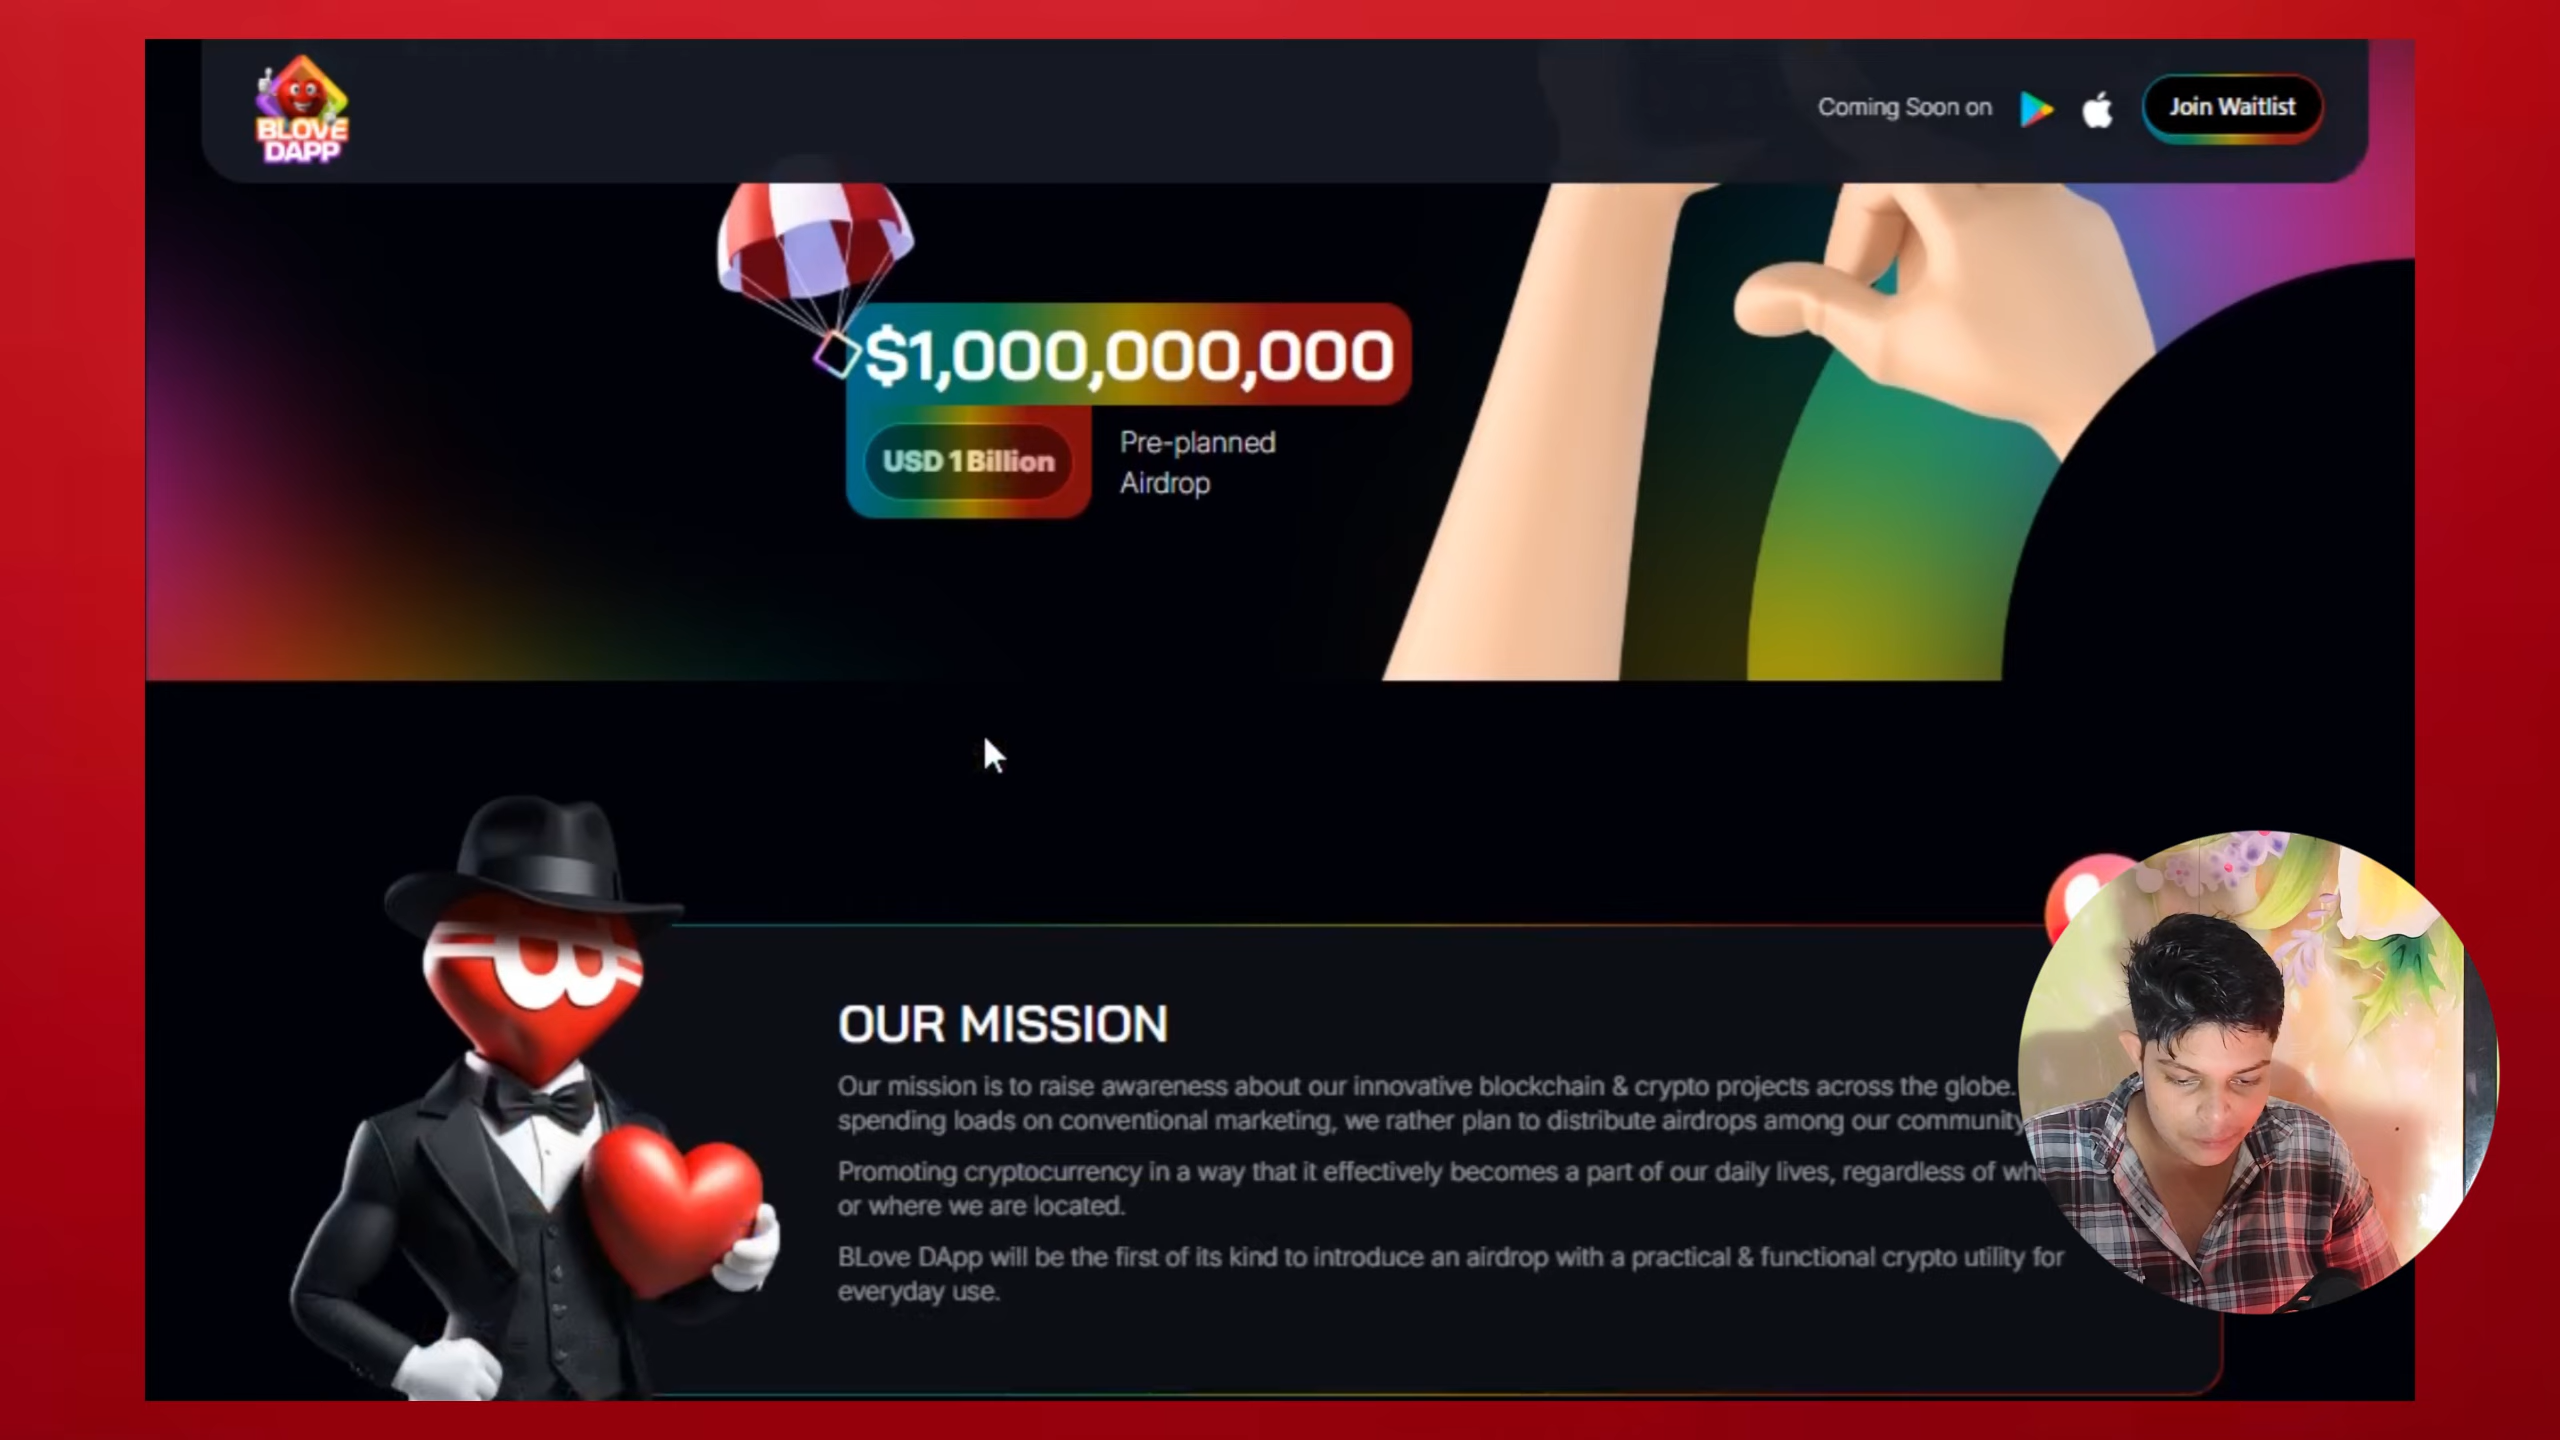 BLOVE
DAPP
Coming Soon on
Join Waitlist
$1,000,000,000
USD 1 Billion
Pre-planned
Airdrop
OUR MISSION
Our mission is to raise awareness about our innovative blockchain & crypto projects across the globe.
spending loads on conventional marketing, we rather plan to distribute airdrops among our community
Promoting cryptocurrency in a way that it effectively becomes a part of our daily lives, regardless of
or where we are located.
BLove DApp will be the first of its kind to introduce an airdrop with a practical & functional crypto utility for
everyday use.